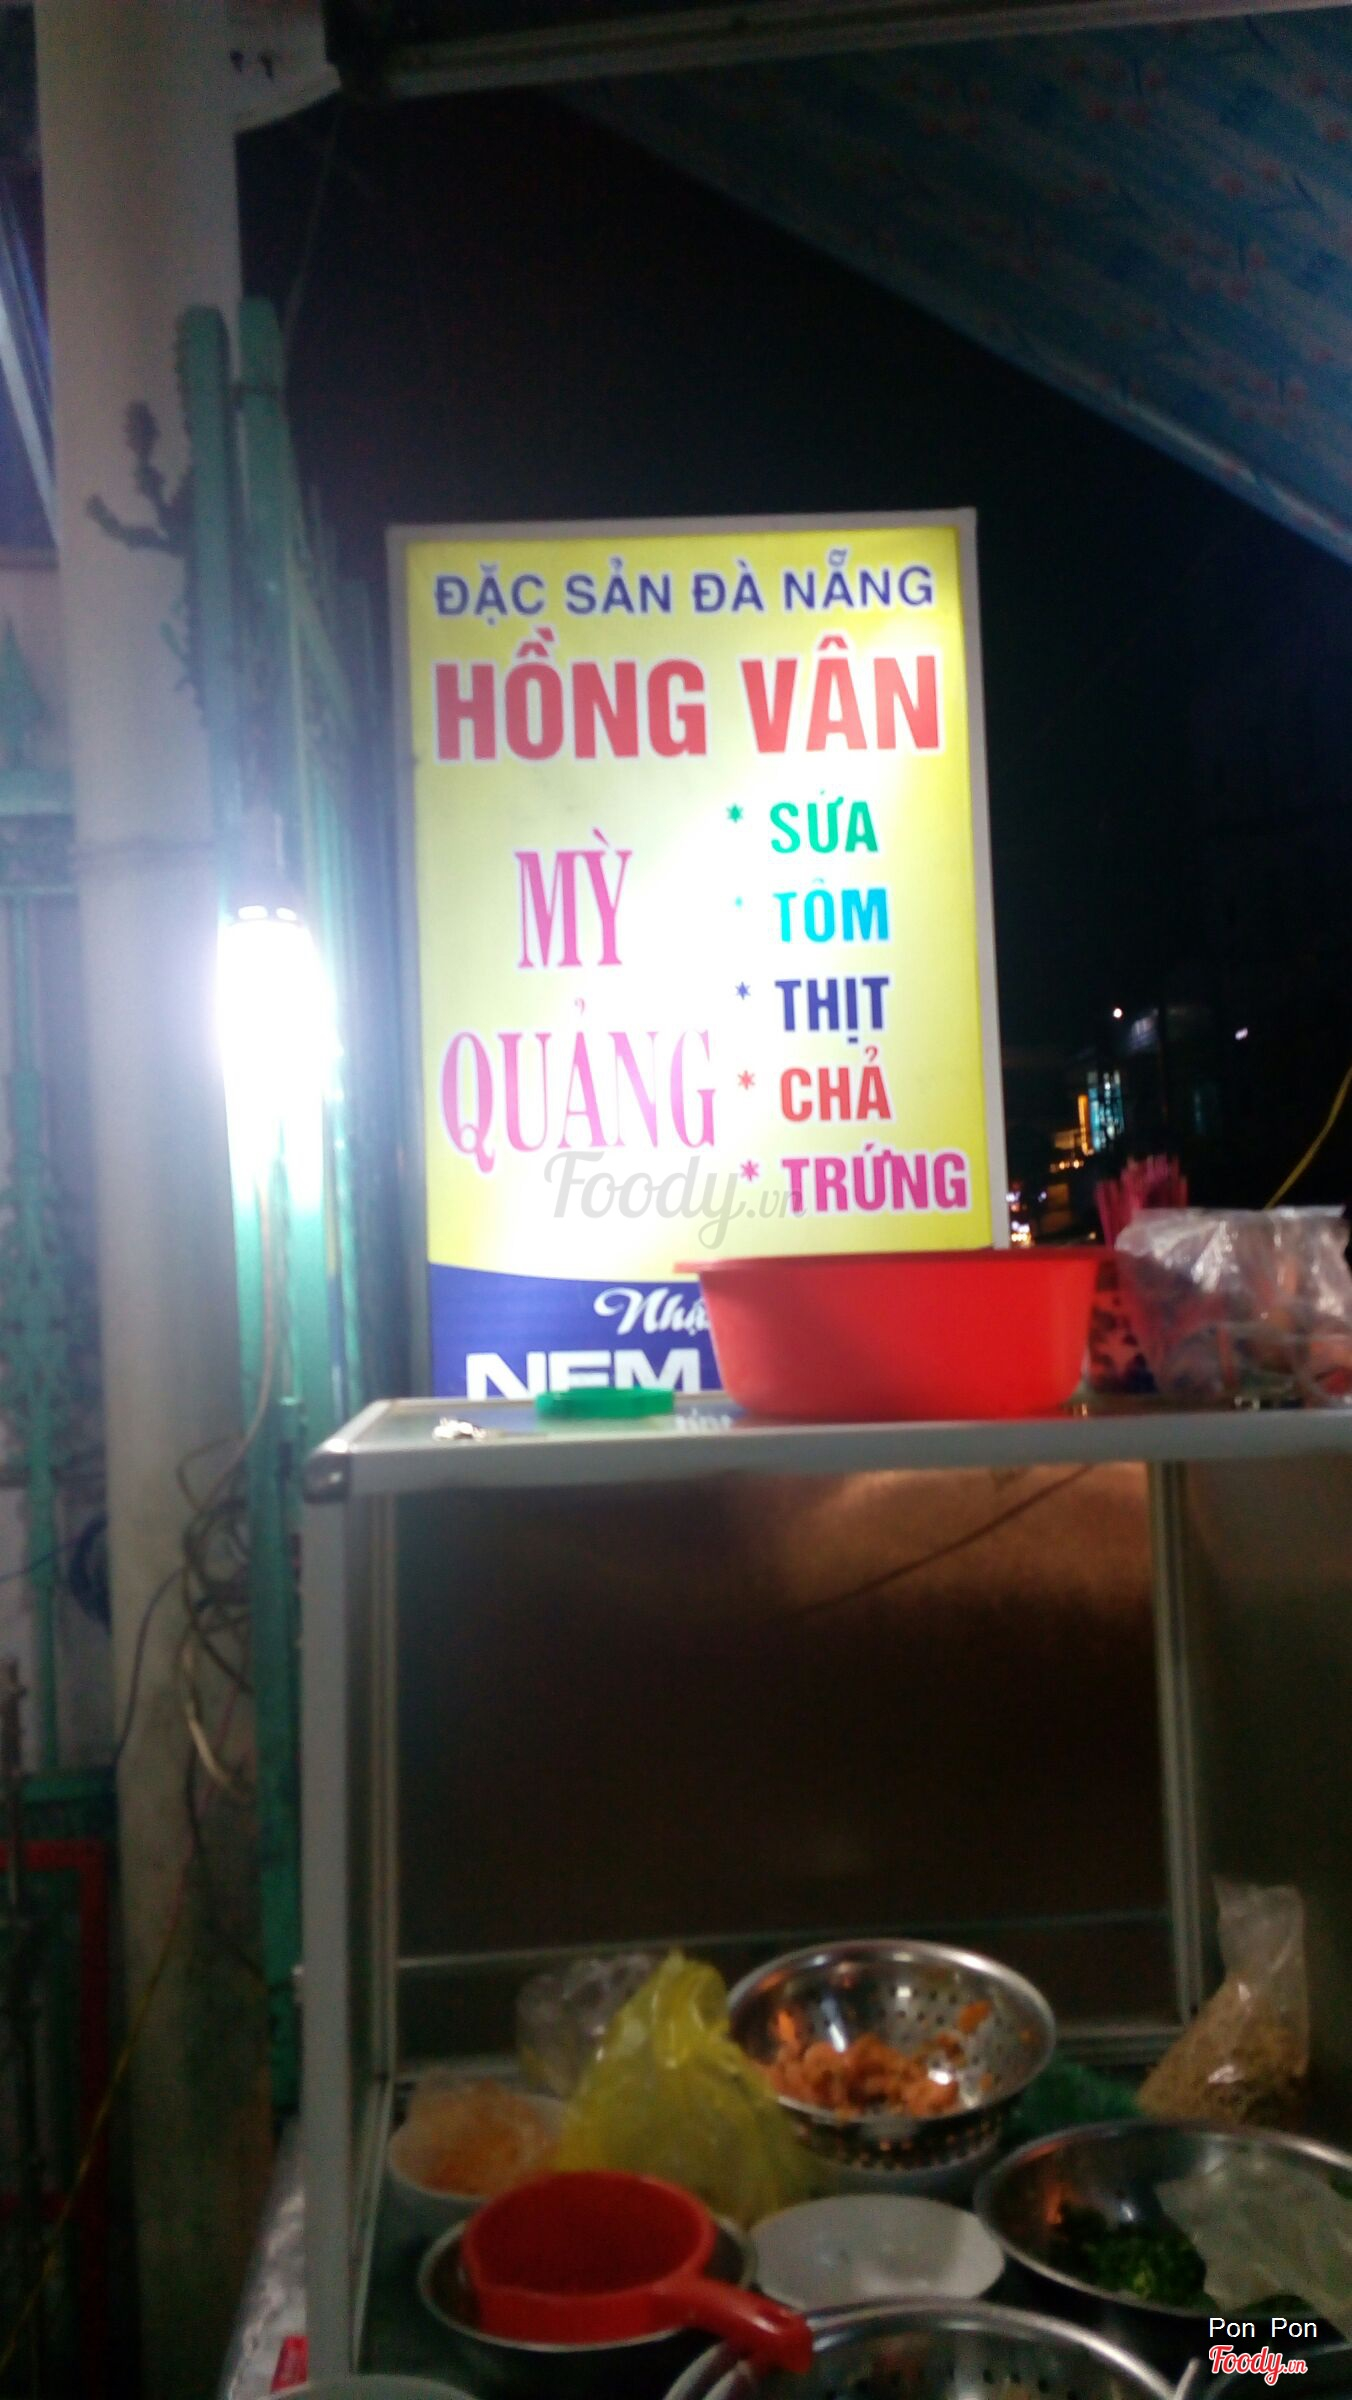 ĐẶC SẢN ĐÀ NẴNG
HỒNG VÂN
MỲ
QUẢNG
* SỨA
* TÔM
* THỊT
* CHẢ
* TRỨNG
Foody.vn
NEM
Pon Pon
Foody.vn